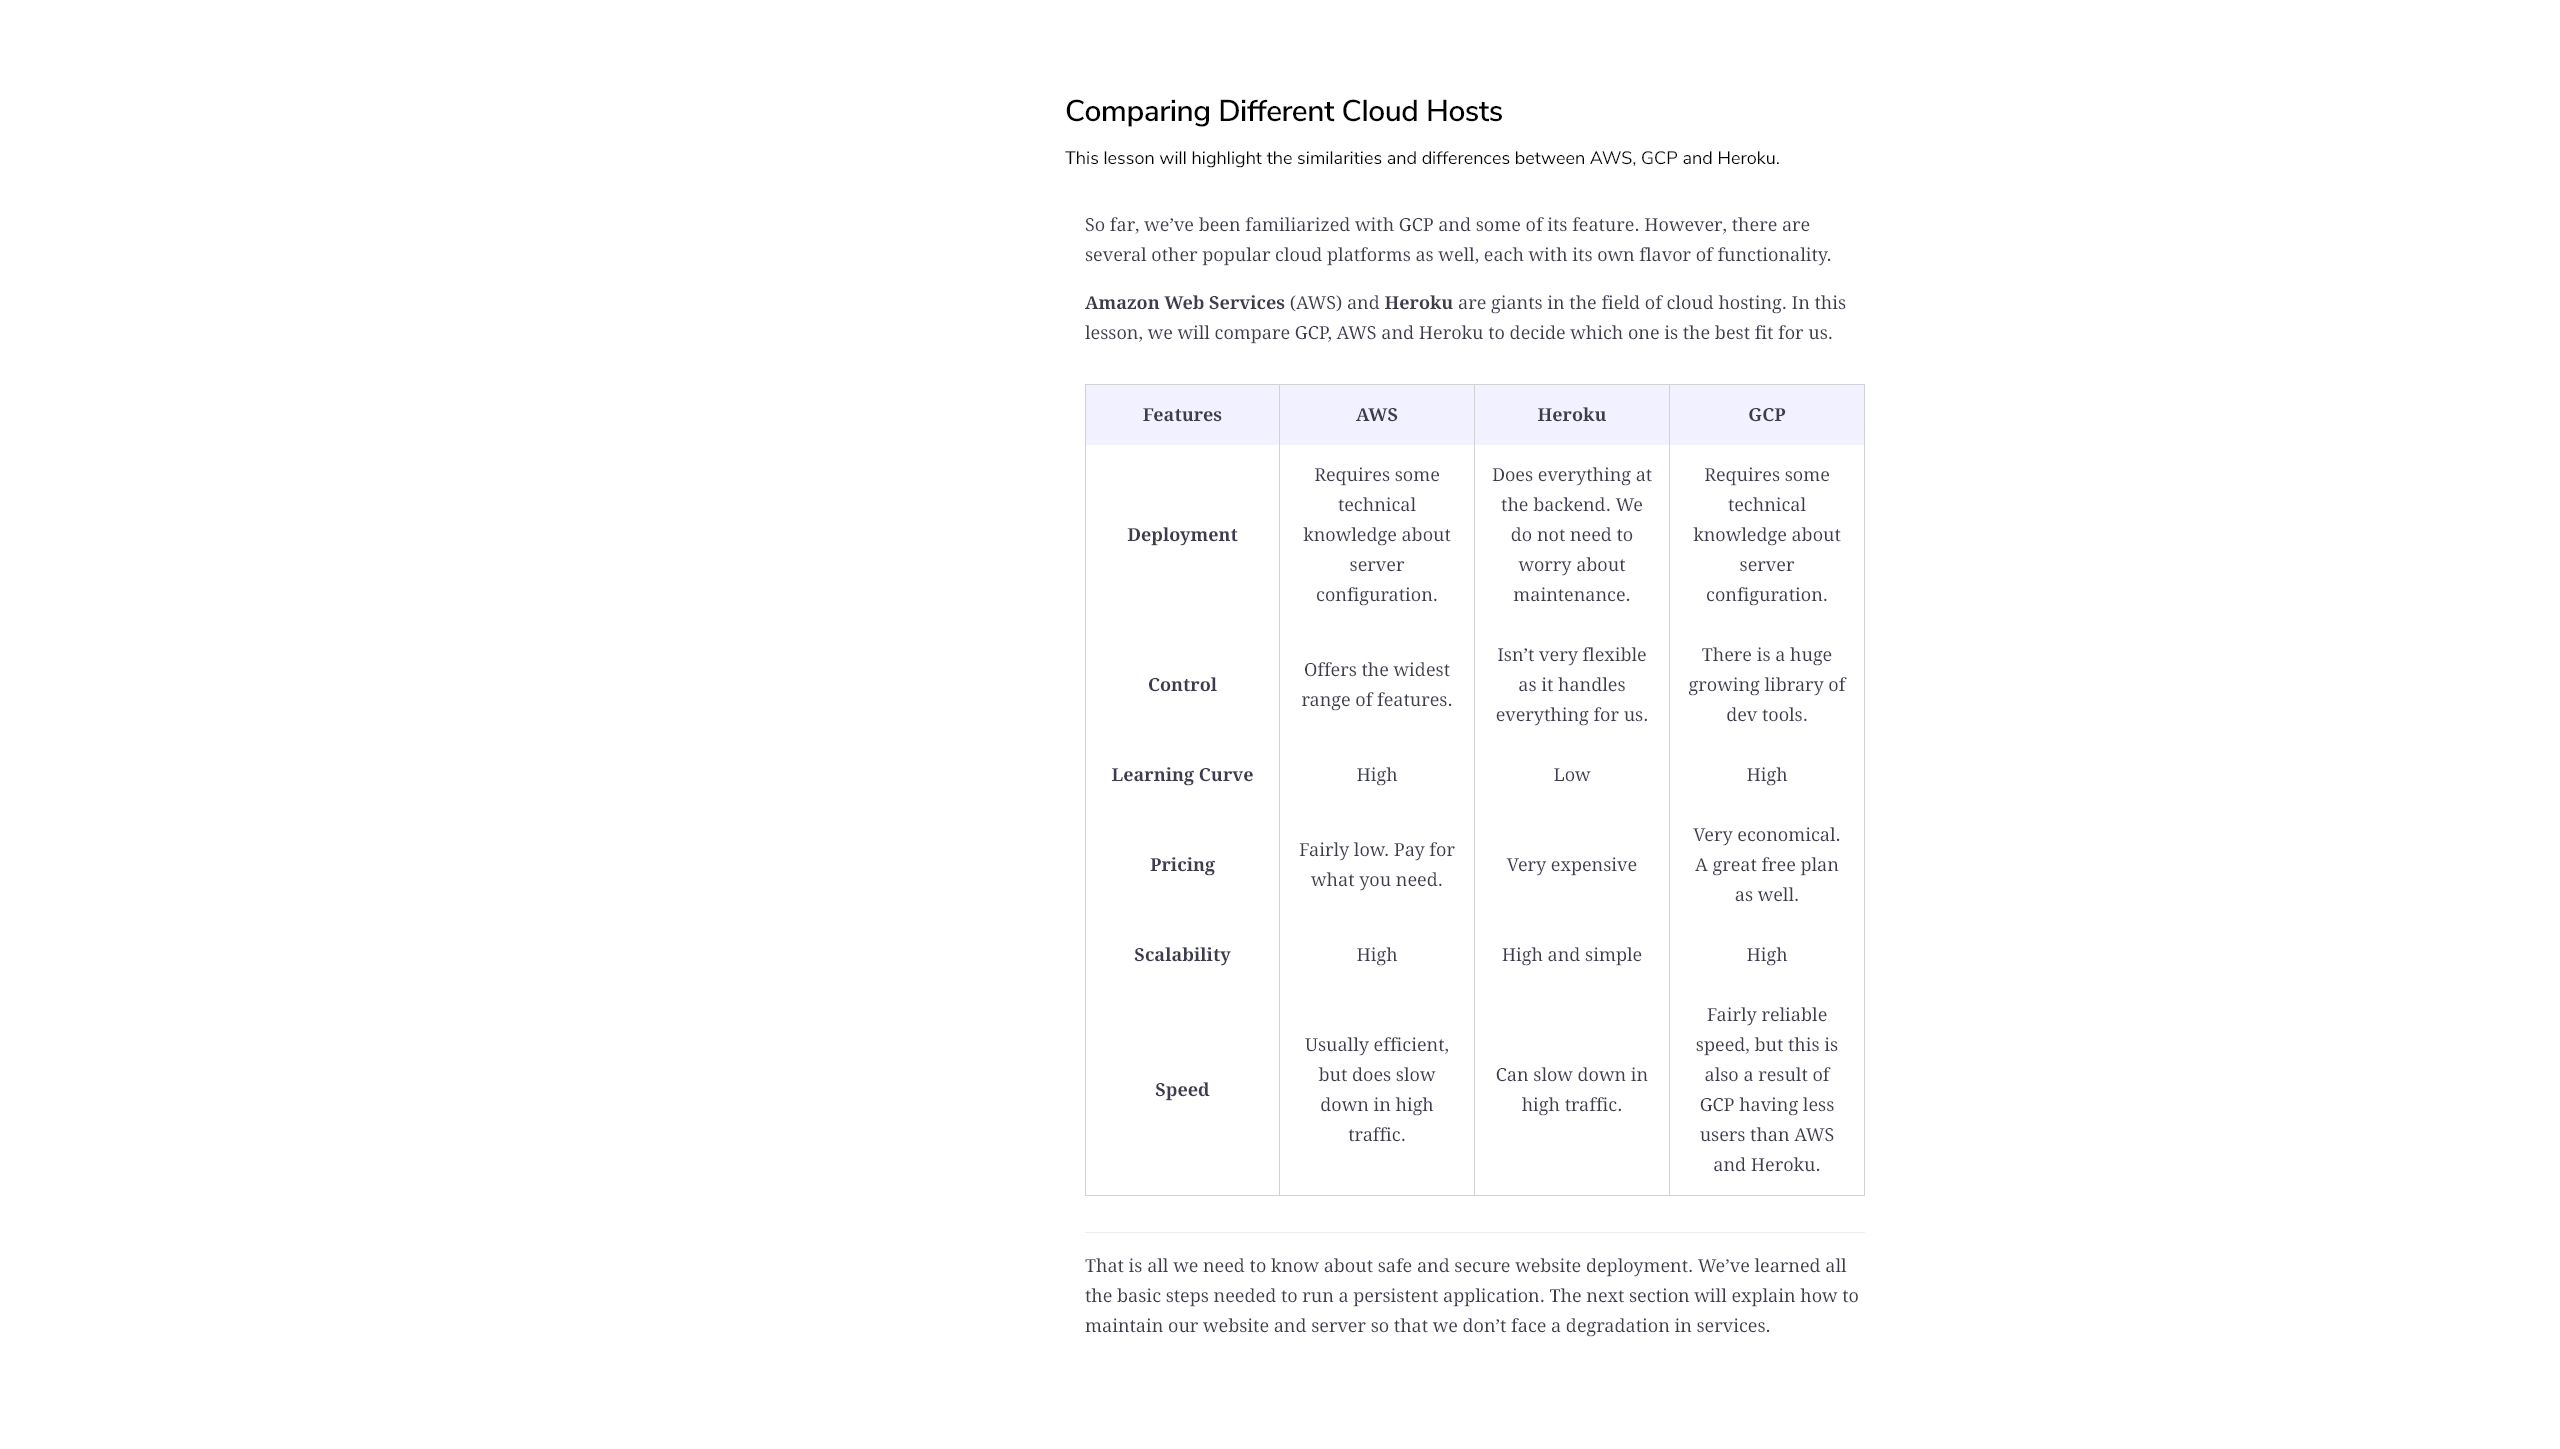 Comparing Different Cloud Hosts
This lesson will highlight the similarities and differences between AWS, GCP and Heroku.
So far, we’ve been familiarized with GCP and some of its feature. However, there are
several other popular cloud platforms as well, each with its own flavor of functionality.
Amazon Web Services (AWS) and Heroku are giants in the field of cloud hosting. In this
lesson, we will compare GCP, AWS and Heroku to decide which one is the best fit for us.
Features AWS Heroku GCP
Deployment
Requires some
technical
knowledge about
server
configuration.
Does everything at
the backend. We
do not need to
worry about
maintenance.
Requires some
technical
knowledge about
server
configuration.
Control
Offers the widest
range of features.
Isn’t very flexible
as it handles
everything for us.
There is a huge
growing library of
dev tools.
Learning Curve High Low High
Pricing
Fairly low. Pay for
what you need.
Very expensive
Very economical.
A great free plan
as well.
Scalability High High and simple High
Speed
Usually efficient,
but does slow
down in high
traffic.
Can slow down in
high traffic.
Fairly reliable
speed, but this is
also a result of
GCP having less
users than AWS
and Heroku.
That is all we need to know about safe and secure website deployment. We’ve learned all
the basic steps needed to run a persistent application. The next section will explain how to
maintain our website and server so that we don’t face a degradation in services.